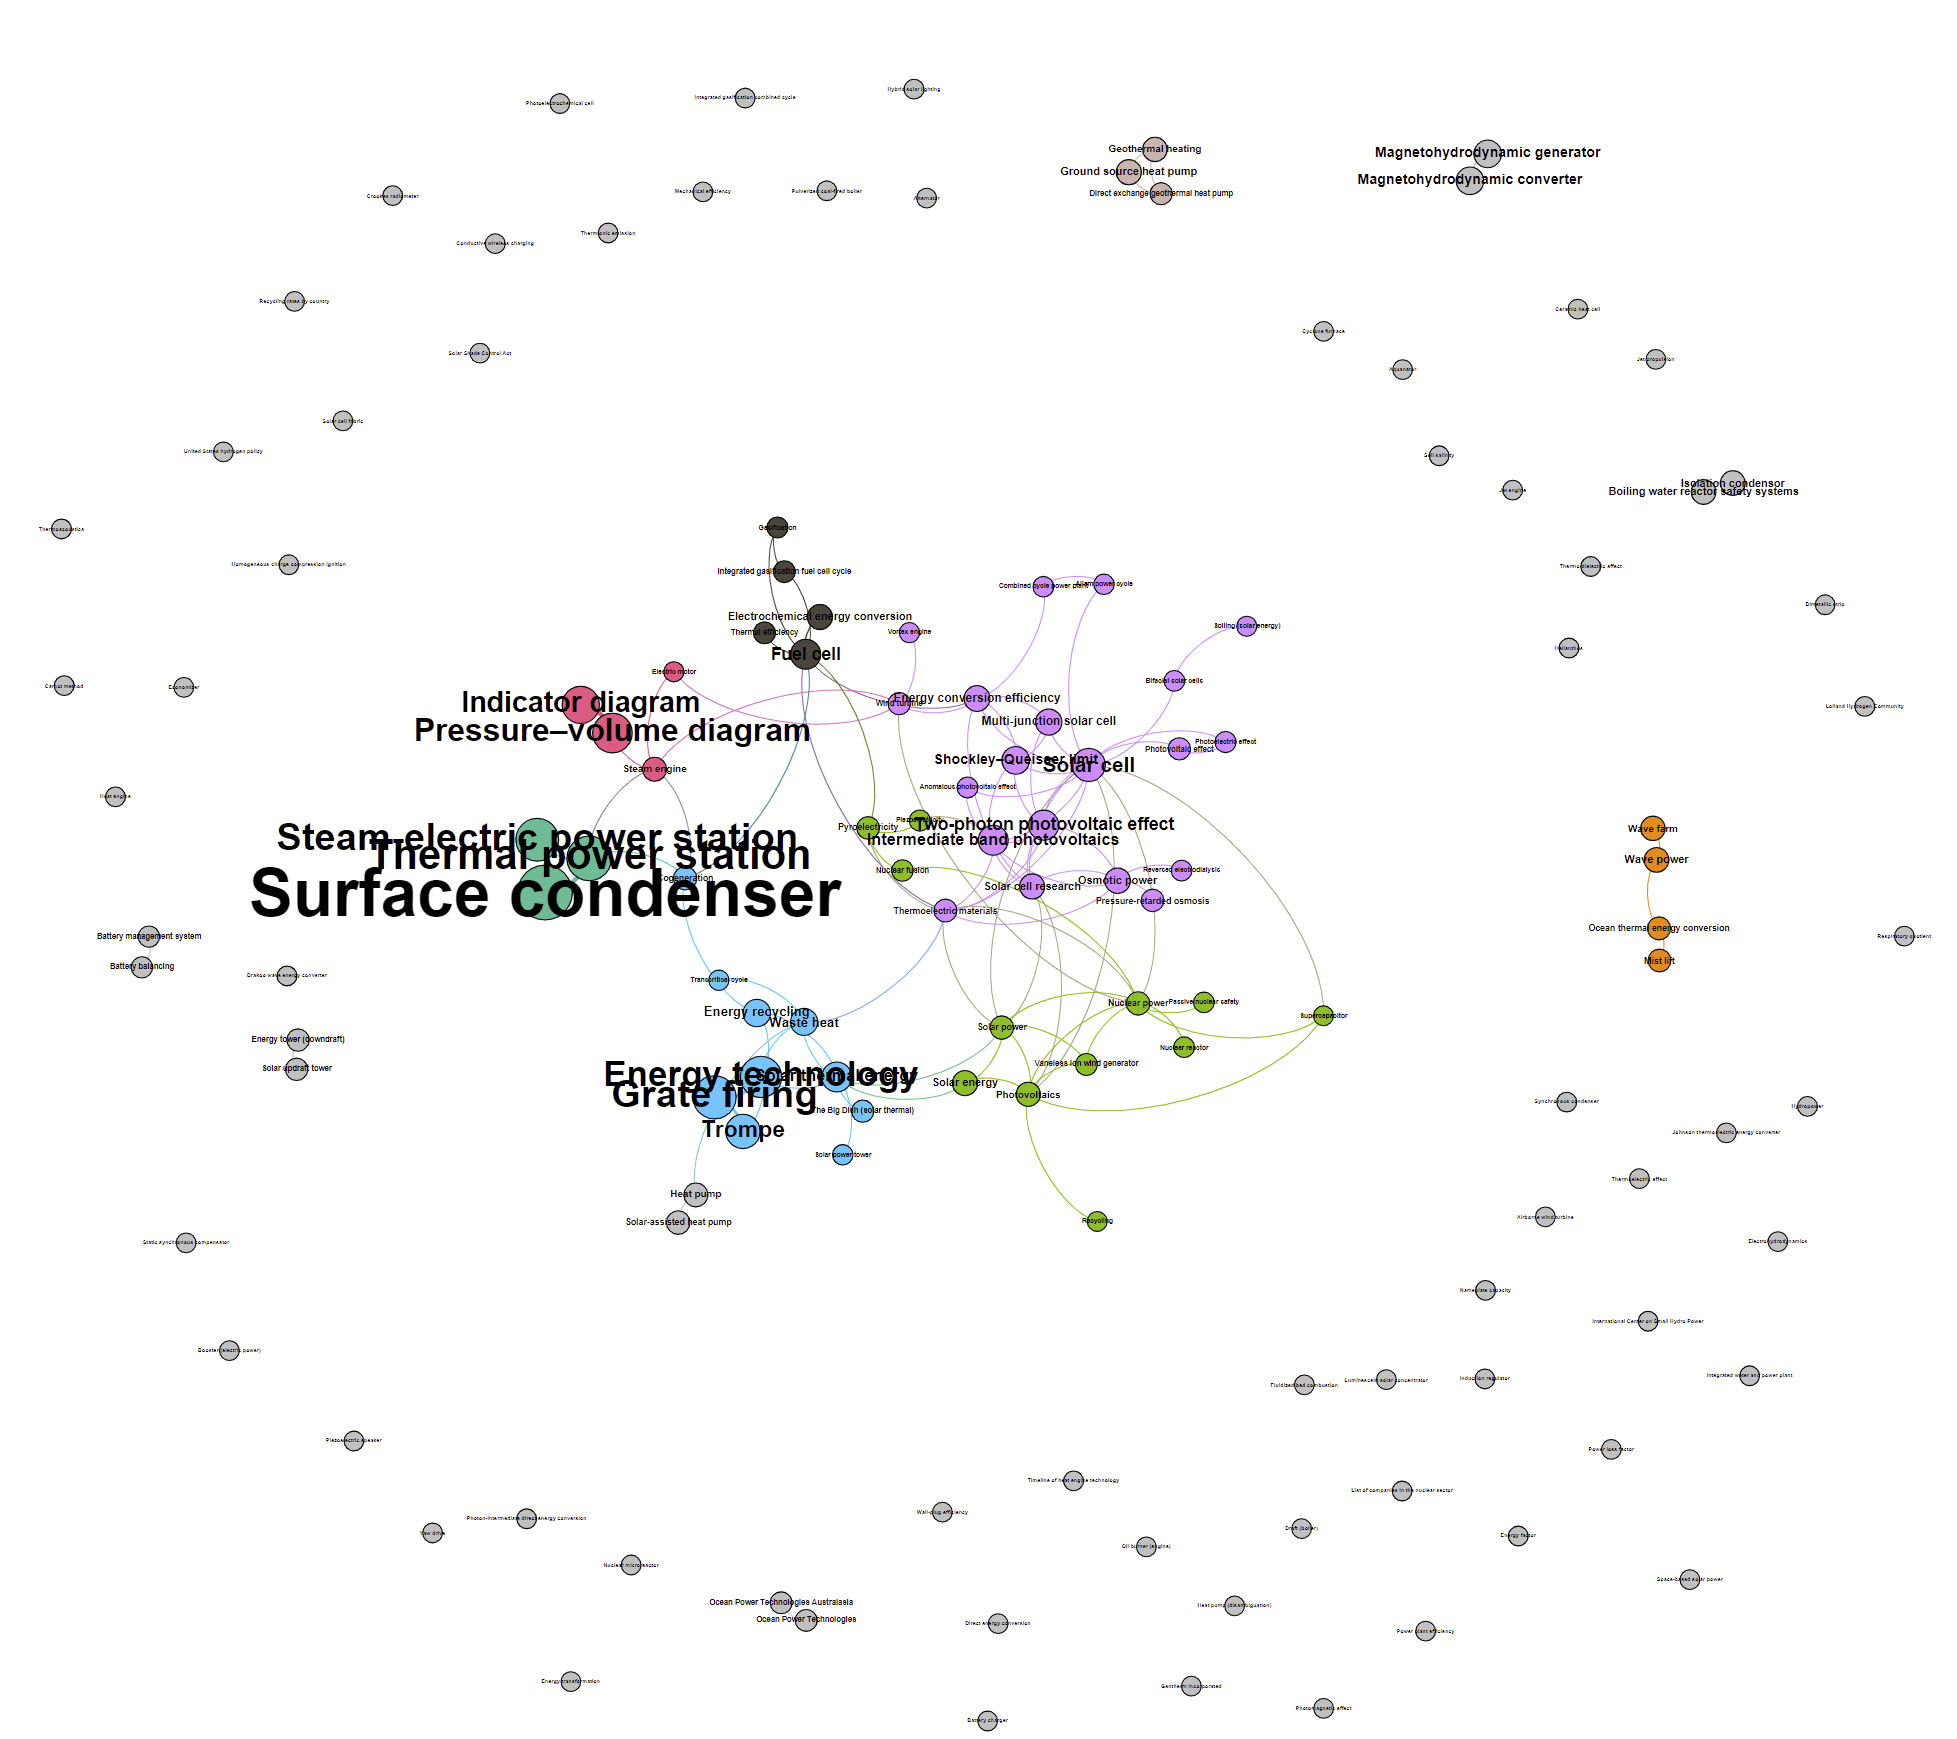 Hybrid solar lighting
Integrated gasification combined cycle
Photoelectrochemical cell
Geothermal heating
Magnetohydrodynamic generator
Ground source heat pump
Magnetohydrodynamic converter
Mechanical efficiency
Pulverized coal-fired boiler
Direct exchange geothermal heat pump
Crookes radiometer
Alternator
Thermionic emission
Conductive wireless charging
Recycling rates by country
Ceramic heat cell
Cyclone furnace
Solar Shade Control Act
Jet propulsion
Aquanator
Solar cell fabric
United States hydrogen policy
Soil salinity
Isolation condensor
Boiling water reactor safety systems
Jet engine
Thermoacoustics
Gasification
Homogeneous charge compression ignition
Thermodielectric effect
Integrated gasification fuel cell cycle
Combined cycle power plant
Allam power cycle
Bimetallic strip
Electrochemical energy conversion
Thermal efficiency
Vortex engine
Boiling (solar energy)
Helianthus
Fuel cell
Electric motor
Bifacial solar cells
Carnot method
Economizer
Energy conversion efficiency
Indicator diagram
Wind turbine
Lolland Hydrogen Community
Multi-junction solar cell
Pressure–volume diagram
Photoelectric effect
Photovoltaic effect
Shockley–Queisser limit
Solar cell
Steam engine
Anomalous photovoltaic effect
Heat engine
Piezoelectricity
Two-photon photovoltaic effect
Pyroelectricity
Wave farm
Steam-electric power station
Intermediate band photovoltaics
Thermal power station
Wave power
Nuclear fusion
Reversed electrodialysis
Cogeneration
Osmotic power
Solar cell research
Surface condenser
Pressure-retarded osmosis
Thermoelectric materials
Ocean thermal energy conversion
Battery management system
Respiratory quotient
Mist lift
Battery balancing
Drakoo wave energy converter
Transcritical cycle
Passive nuclear safety
Nuclear power
Energy recycling
Supercapacitor
Waste heat
Solar power
Energy tower (downdraft)
Nuclear reactor
Vaneless ion wind generator
Solar updraft tower
Energy technology
Solar thermal energy
Solar energy
Grate firing
Photovoltaics
Synchronous condenser
Hydropower
The Big Dish (solar thermal)
Trompe
Johnson thermoelectric energy converter
Solar power tower
Thermoelectric effect
Heat pump
Airborne wind turbine
Solar-assisted heat pump
Recycling
Static synchronous compensator
Electrohydrodynamics
Nameplate capacity
International Center on Small Hydro Power
Booster (electric power)
Integrated water and power plant
Induction regulator
Luminescent solar concentrator
Fluidized bed combustion
Piezoelectric speaker
Power loss factor
Timeline of heat engine technology
List of companies in the nuclear sector
Wall-plug efficiency
Photon-intermediate direct energy conversion
Draft (boiler)
Yaw drive
Energy factor
Oil burner (engine)
Nuclear microreactor
Space-based solar power
Ocean Power Technologies Australasia
Heat pump (disambiguation)
Ocean Power Technologies
Direct energy conversion
Power plant efficiency
Energy transformation
Gentherm Incorporated
Photomagnetic effect
Battery charger